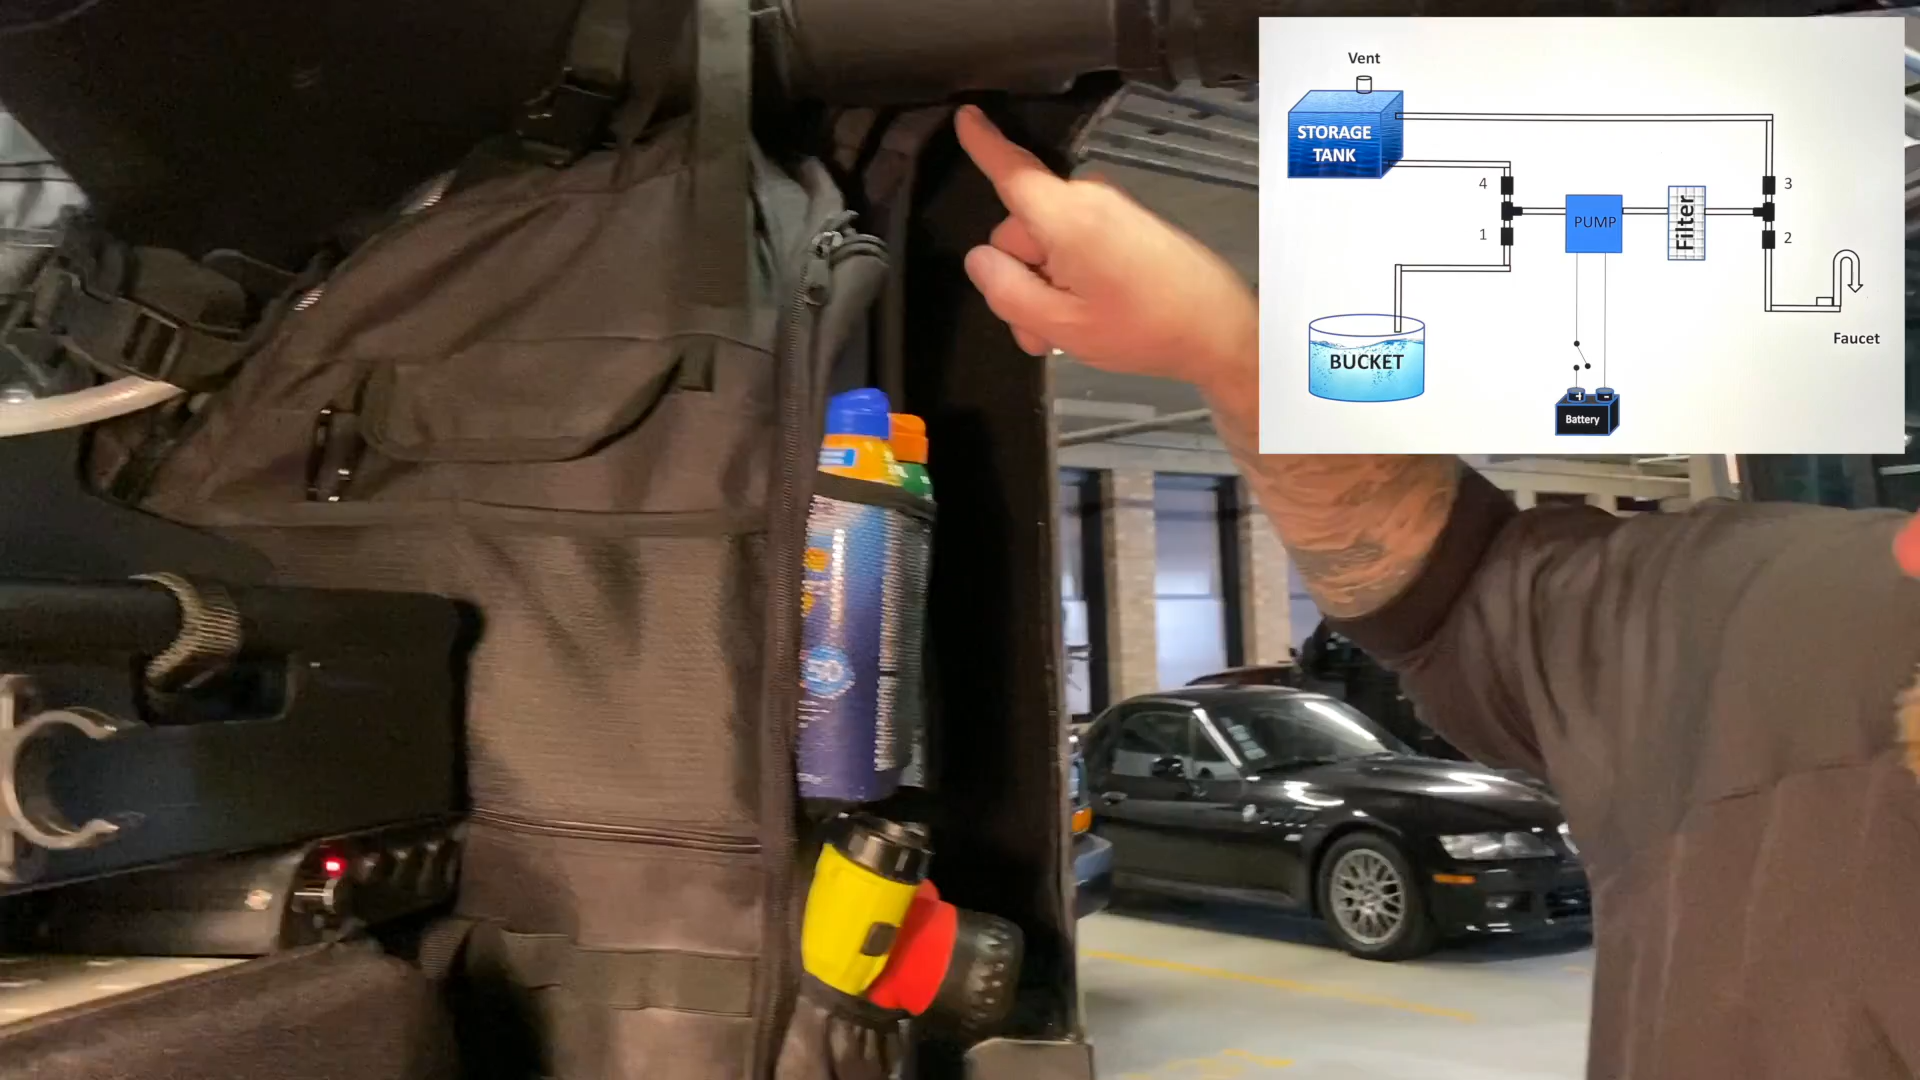 Vent
STORAGE
TANK
4
3
PUMP
Filter
1
2
BUCKET
Faucet
+ -
Battery
50